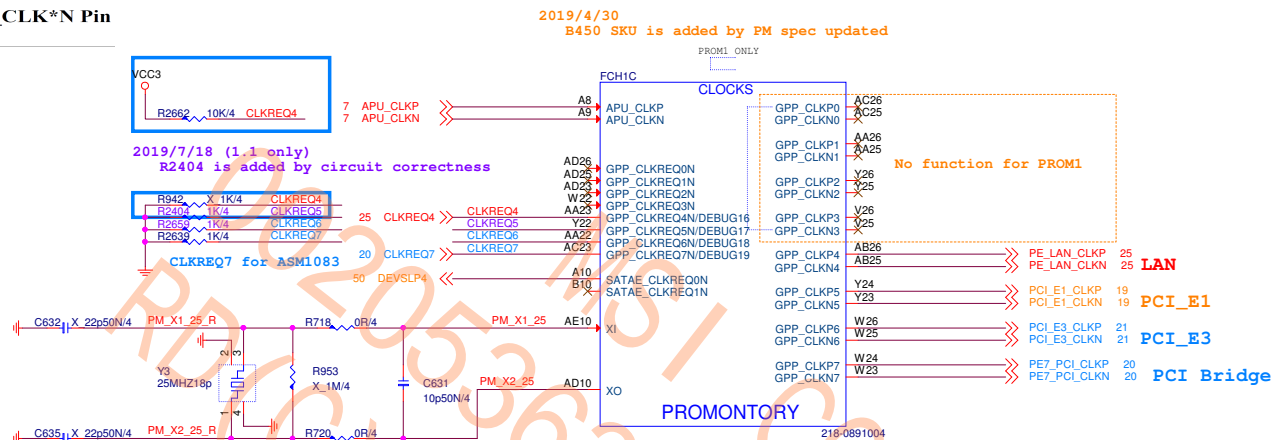 _CLK*N Pin
2019/4/30
B450 SKU is added by PM spec updated
PROM1 ONLY
VCC3
R2662 10K/4 CLKREQ4
2019/7/18 (1.1 only)
R2404 is added by circuit correctness
R942 X_1K/4 CLKREQ4
R2404 1K/4 CLKREQ5
R2659 1K/4 CLKREQ6
R2639 1K/4 CLKREQ7
CLKREQ7 for ASM1083
7 APU_CLKP
7 APU_CLKN
25 CLKREQ4 CLKREQ4
CLKREQ5
CLKREQ6
20 CLKREQ7 CLKREQ7
50 DEVSLP4
FCH1C
CLOCKS
A8 APU_CLKP
A9 APU_CLKN
AD26 GPP_CLKREQ0N
AD25 GPP_CLKREQ1N
AD23 GPP_CLKREQ2N
W22 GPP_CLKREQ3N
AA23 GPP_CLKREQ4N/DEBUG16
Y22 GPP_CLKREQ5N/DEBUG17
AA22 GPP_CLKREQ6N/DEBUG18
AC23 GPP_CLKREQ7N/DEBUG19
A10 SATAE_CLKREQ0N
B10 SATAE_CLKREQ1N
AE10 XI
AD10 XO
GPP_CLKP0 AC26
GPP_CLKN0 AC25
GPP_CLKP1 AA26
GPP_CLKN1 AA25
GPP_CLKP2 Y26
GPP_CLKN2 Y25
GPP_CLKP3 V26
GPP_CLKN3 V25
No function for PROM1
GPP_CLKP4 AB26 PE_LAN_CLKP 25
GPP_CLKN4 AB25 PE_LAN_CLKN 25
LAN
GPP_CLKP5 Y24 PCI_E1_CLKP 19
GPP_CLKN5 Y23 PCI_E1_CLKN 19
PCI_E1
GPP_CLKP6 W26 PCI_E3_CLKP 21
GPP_CLKN6 W25 PCI_E3_CLKN 21
PCI_E3
GPP_CLKP7 W24 PE7_PCI_CLKP 20
GPP_CLKN7 W23 PE7_PCI_CLKN 20
PCI Bridge
PROMONTORY
218-0891004
C632 X_22p50N/4 PM_X1_25_R R718 0R/4 PM_X1_25
2 3
Y3
25MHZ18p
1 4
R953
X_1M/4
C631
10p50N/4
PM_X2_25
C635 X_22p50N/4 PM_X2_25_R R720 0R/4